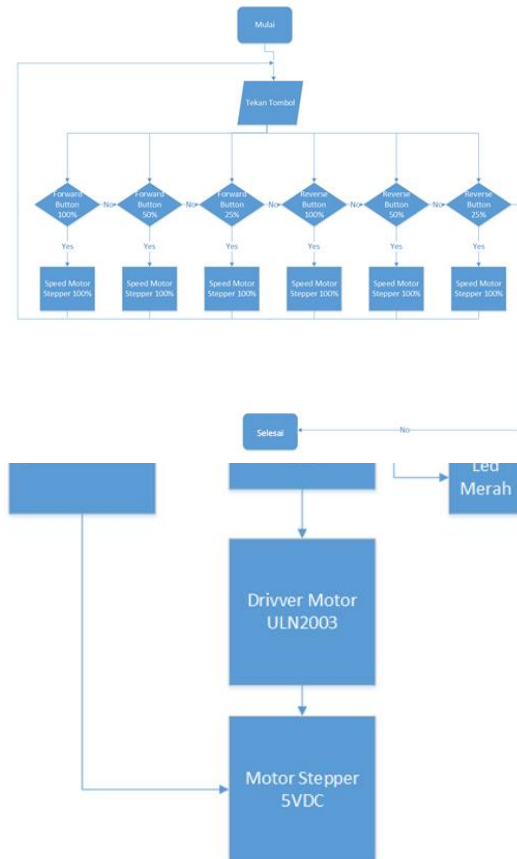 Mulai
Tekan Tombol
Forward
Button
100%
No
Forward
Button
50%
No
Forward
Button
25%
No
Reverse
Button
100%
No
Reverse
Button
50%
No
Reverse
Button
25%
Yes
Yes
Yes
Yes
Yes
Yes
Speed Motor
Stepper 100%
Speed Motor
Stepper 100%
Speed Motor
Stepper 100%
Speed Motor
Stepper 100%
Speed Motor
Stepper 100%
Speed Motor
Stepper 100%
Selesai
No
Led
Merah
Drivver Motor
ULN2003
Motor Stepper
5VDC